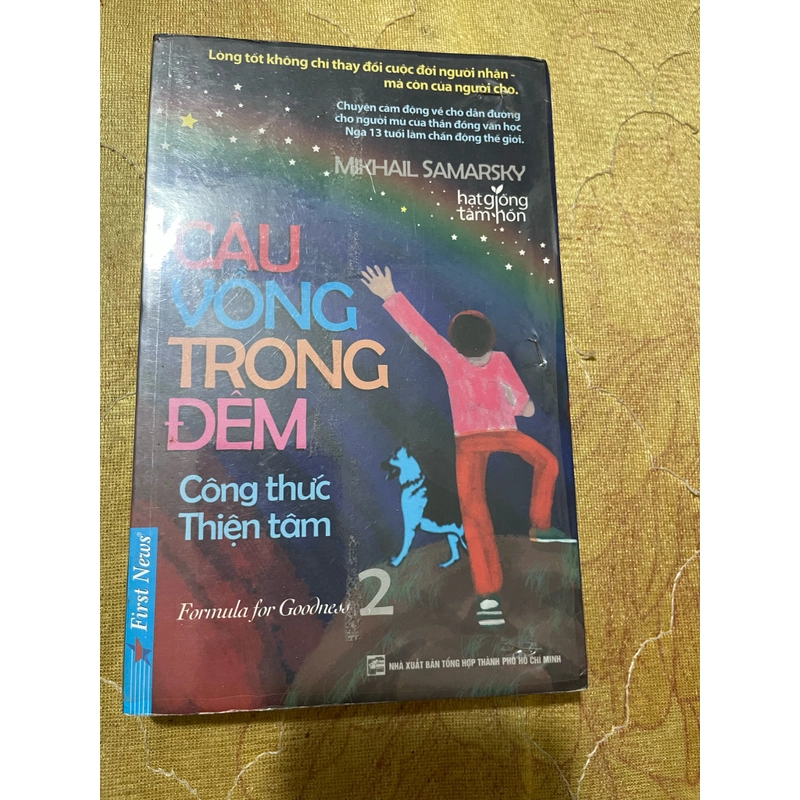 Lòng tốt không chỉ thay đổi cuộc đời người nhận -
mà còn của người cho.
Chuyện cảm động về chó dẫn đường
cho người mù của thần đồng văn học
Nga 13 tuổi làm chấn động thế giới.
MIKHAIL SAMARSKY
hạt giống
tâm hồn
CẦU
VỒNG
TRONG
ĐÊM
Công thức
Thiện tâm
Formula for Goodness 2
First News
NHÀ XUẤT BẢN TỔNG HỢP THÀNH PHỐ HỒ CHÍ MINH